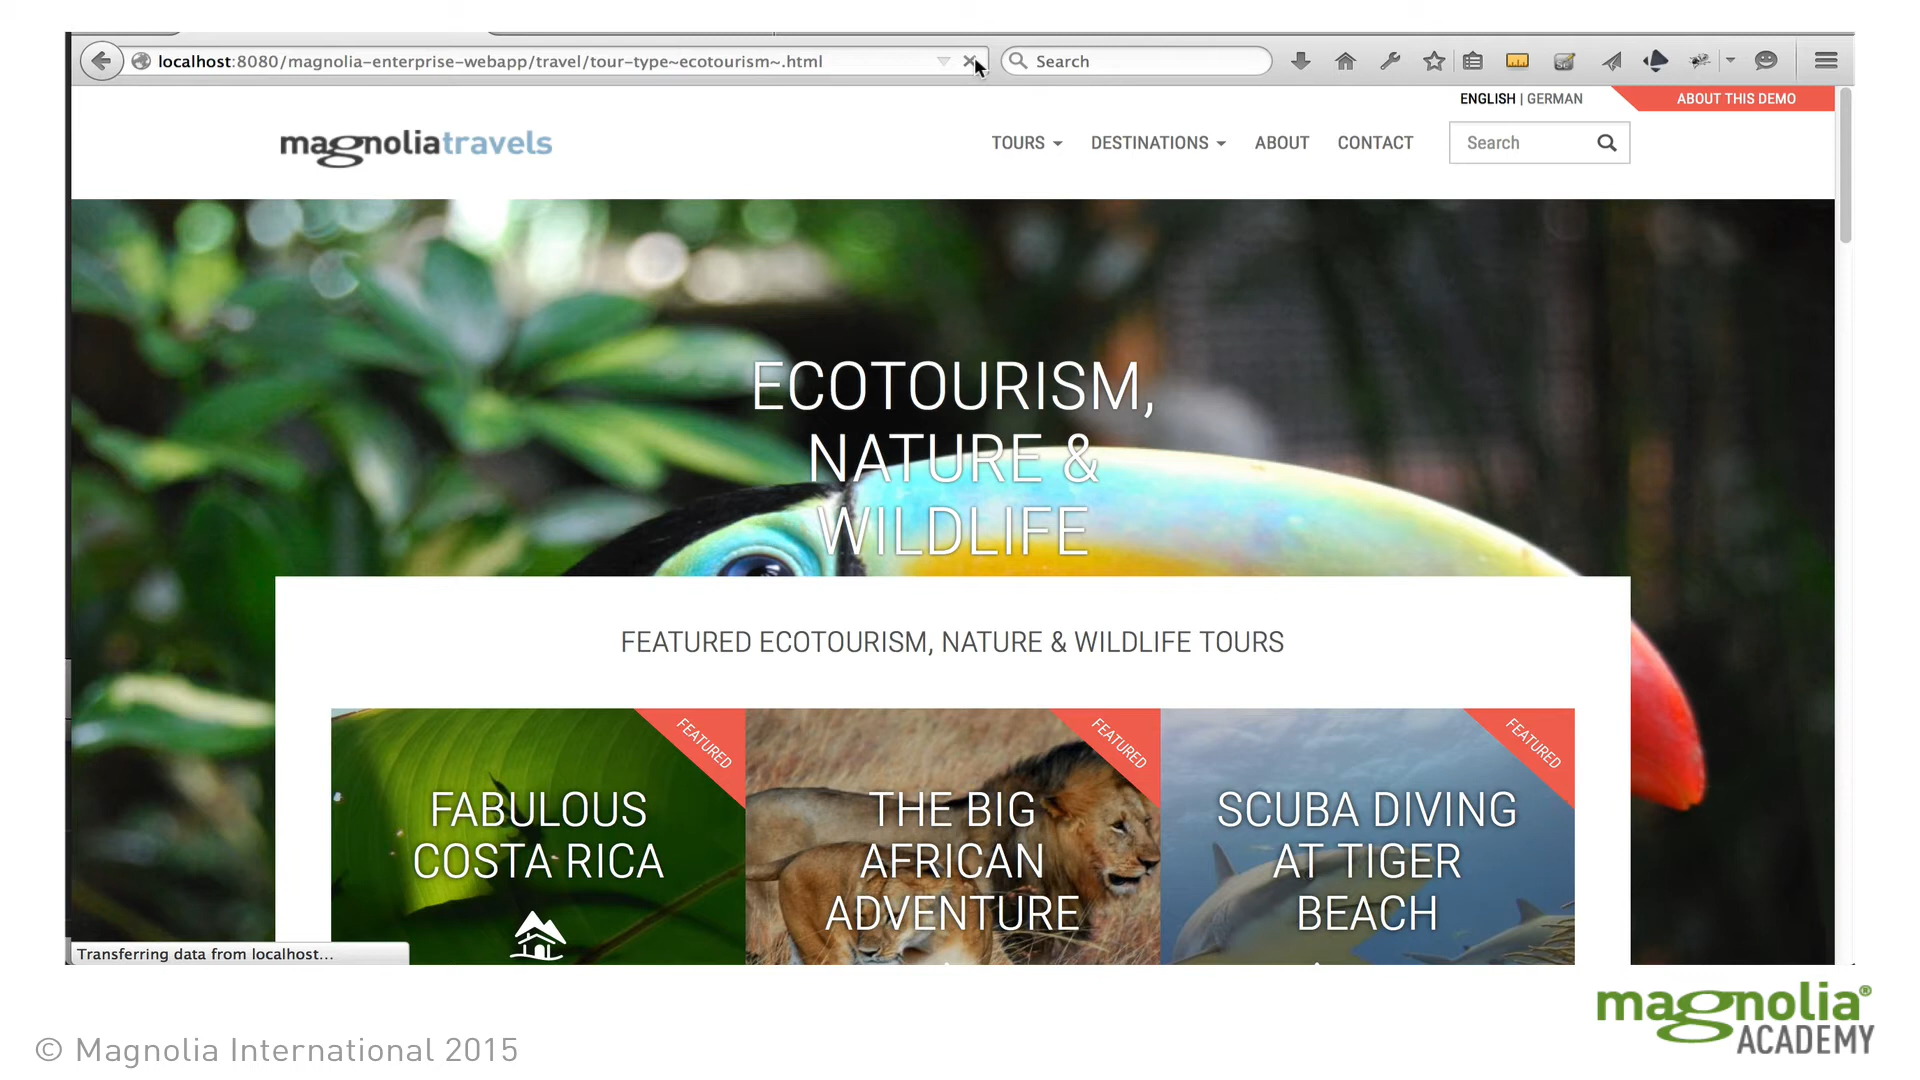 localhost:8080/magnolia-enterprise-webapp/travel/tour-type~ecotourism~.html
Search
ENGLISH | GERMAN
ABOUT THIS DEMO
magnoliatravels
TOURS
DESTINATIONS
ABOUT
CONTACT
Search
ECOTOURISM,
NATURE &
WILDLIFE
FEATURED ECOTOURISM, NATURE & WILDLIFE TOURS
FEATURED
FABULOUS
COSTA RICA
FEATURED
THE BIG
AFRICAN
ADVENTURE
FEATURED
SCUBA DIVING
AT TIGER
BEACH
Transferring data from localhost...
© Magnolia International 2015
magnolia®
ACADEMY